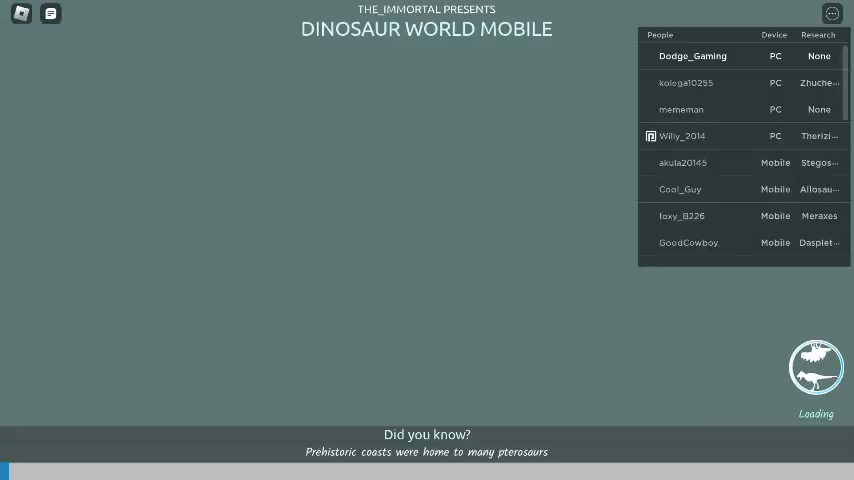 THE_IMMORTAL PRESENTS
DINOSAUR WORLD MOBILE
People Device Research
Dodge_Gaming PC None
kolega10255 PC Zhuche...
mememan PC None
Willy_2014 PC Therizi...
akula20145 Mobile Stegos...
Cool_Guy Mobile Allosau...
foxy_B226 Mobile Meraxes
GoodCowboy Mobile Dasplet...
Loading
Did you know?
Prehistoric coasts were home to many pterosaurs